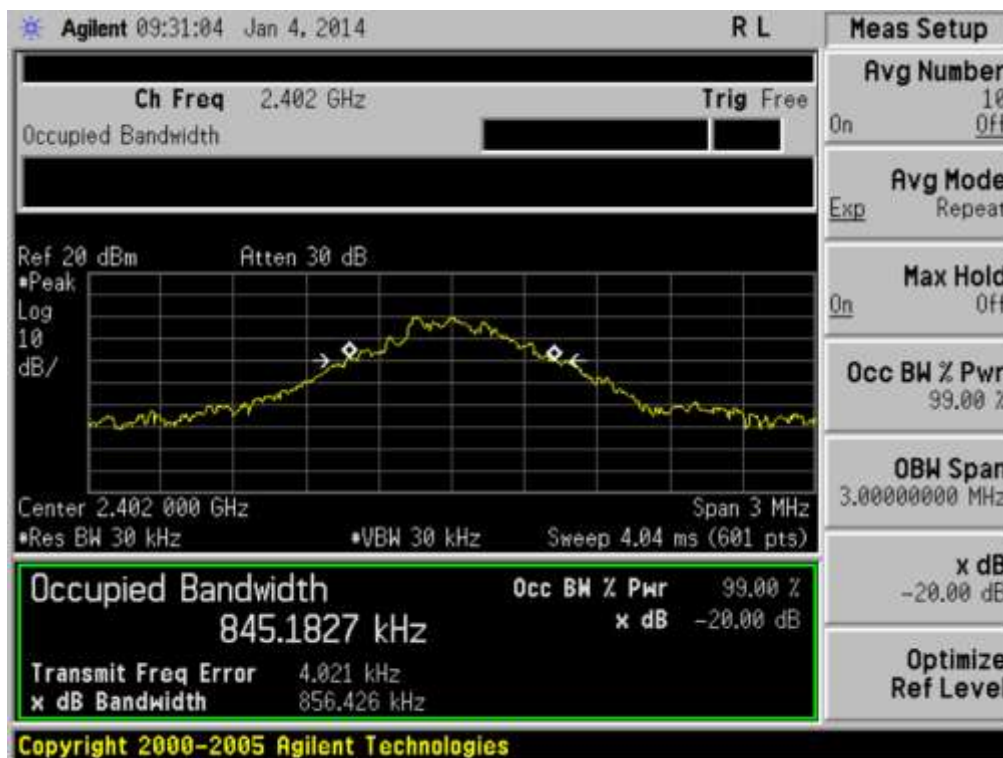 Agilent 09:31:04 Jan 4, 2014 R L
Ch Freq 2.402 GHz Trig Free
Occupied Bandwidth
Ref 20 dBm Atten 30 dB
#Peak
Log
10
dB/
Center 2.402 000 GHz Span 3 MHz
#Res BW 30 kHz #VBW 30 kHz Sweep 4.04 ms (601 pts)
Occupied Bandwidth Occ BW % Pwr 99.00 %
845.1827 kHz x dB -20.00 dB
Transmit Freq Error 4.021 kHz
x dB Bandwidth 856.426 kHz
Copyright 2000-2005 Agilent Technologies
Meas Setup
Avg Number
10
On Off
Avg Mode
Exp Repeat
Max Hold
On Off
Occ BW % Pwr
99.00 %
OBW Span
3.00000000 MHz
x dB
-20.00 dB
Optimize
Ref Level